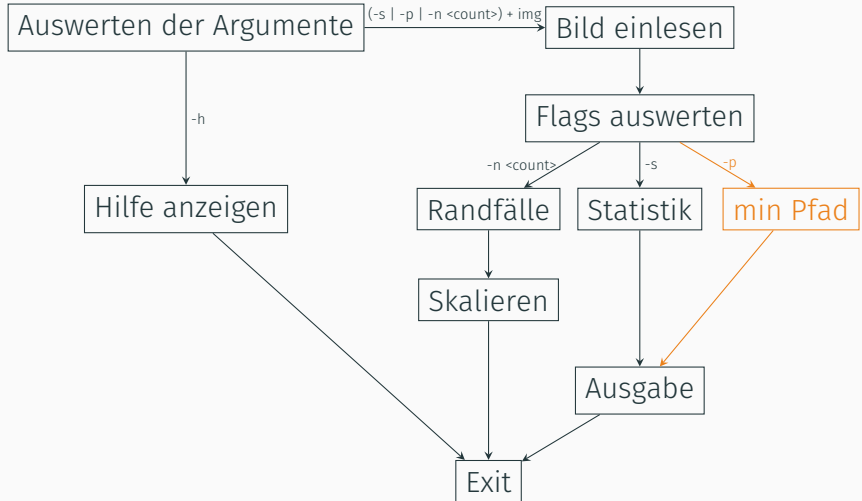 Auswerten der Argumente
(-s | -p | -n <count>) + img
Bild einlesen
Flags auswerten
-h
-n <count>
-s
-p
Hilfe anzeigen
Randfälle
Statistik
min Pfad
Skalieren
Ausgabe
Exit